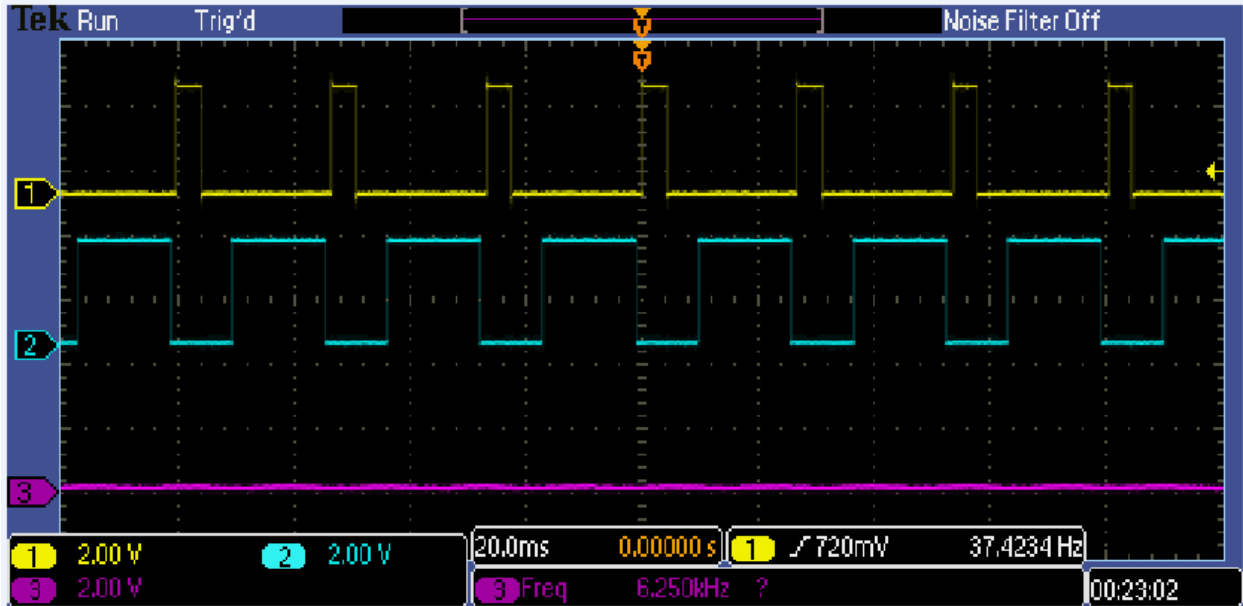 Tek Run Trig'd T Noise Filter Off
T
1
2
3
1 2.00 V 2 2.00 V 20.0ms 0.00000 s 1 720mV 37.4234 Hz
3 2.00 V 3 Freq 6.250kHz ? 00:23:02